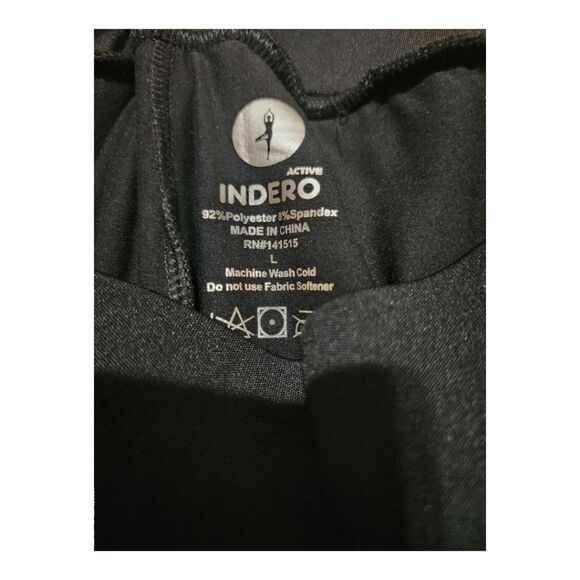 ACTIVE
INDERO
92%Polyester 8%Spandex
MADE IN CHINA
RN#141515
L
Machine Wash Cold
Do not use Fabric Softener